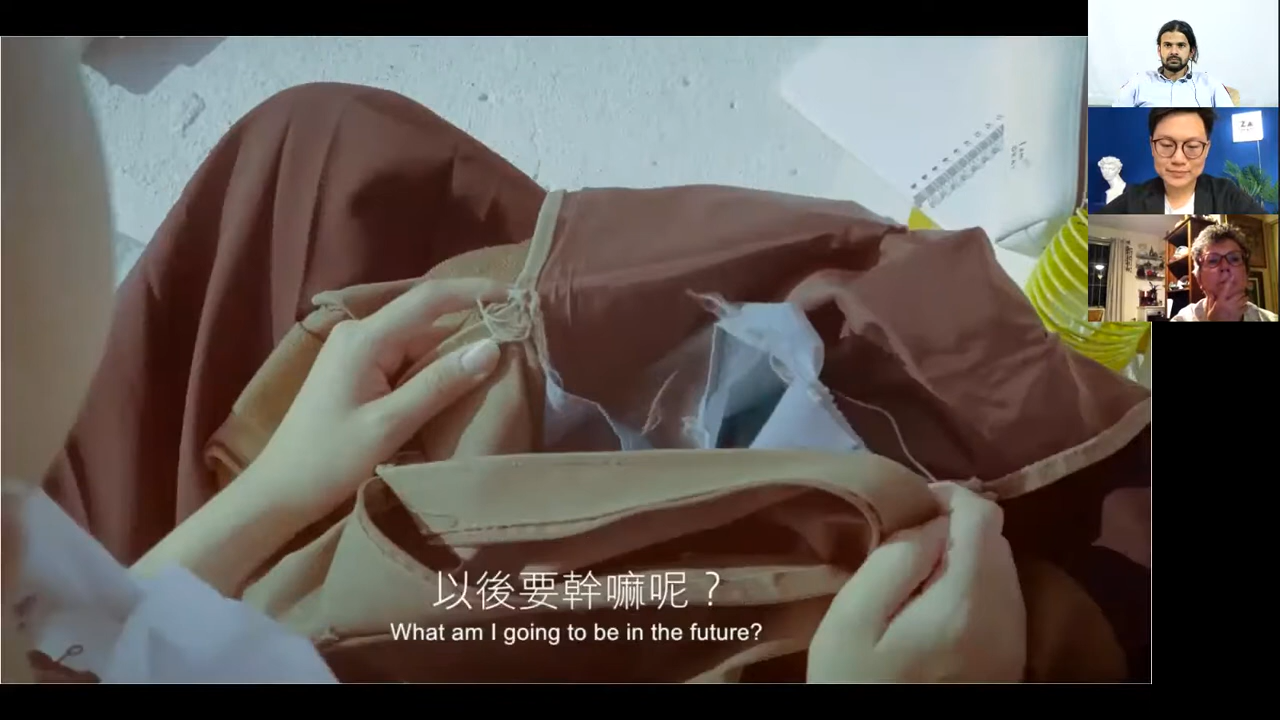 以後要幹嘛呢？
What am I going to be in the future?